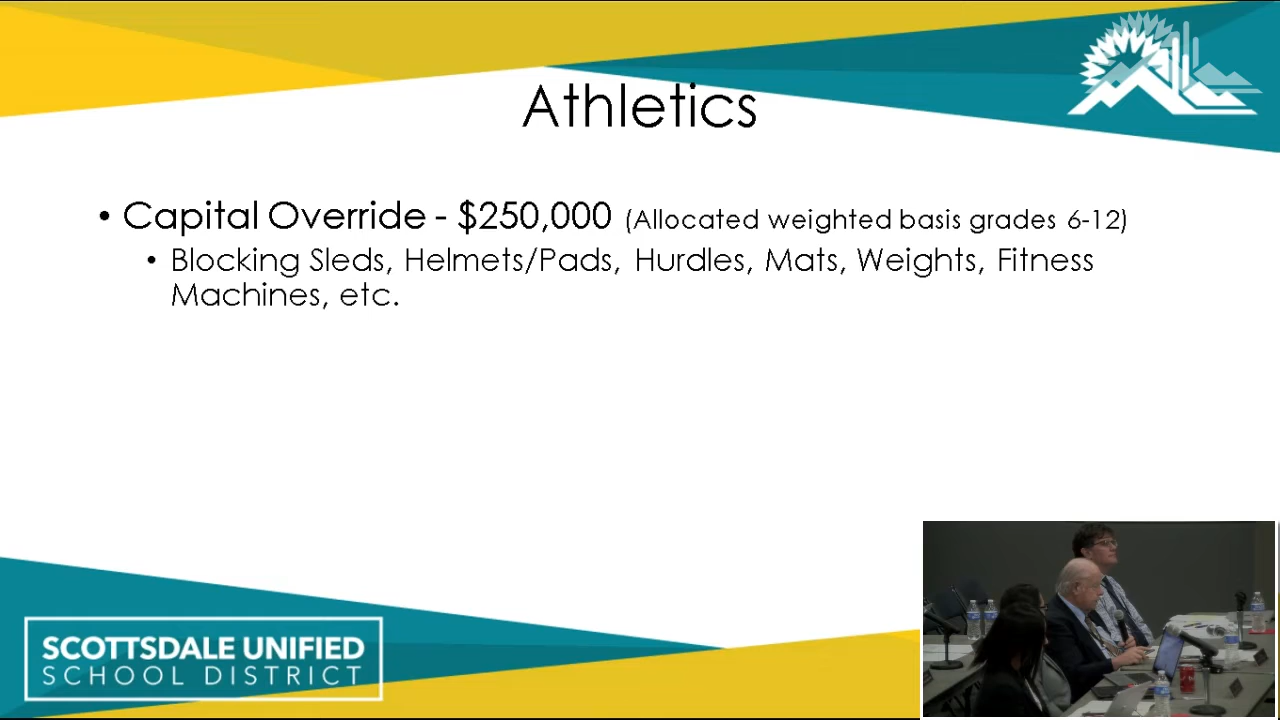 Athletics
• Capital Override - $250,000 (Allocated weighted basis grades 6-12)
• Blocking Sleds, Helmets/Pads, Hurdles, Mats, Weights, Fitness
Machines, etc.
SCOTTSDALE UNIFIED
SCHOOL DISTRICT